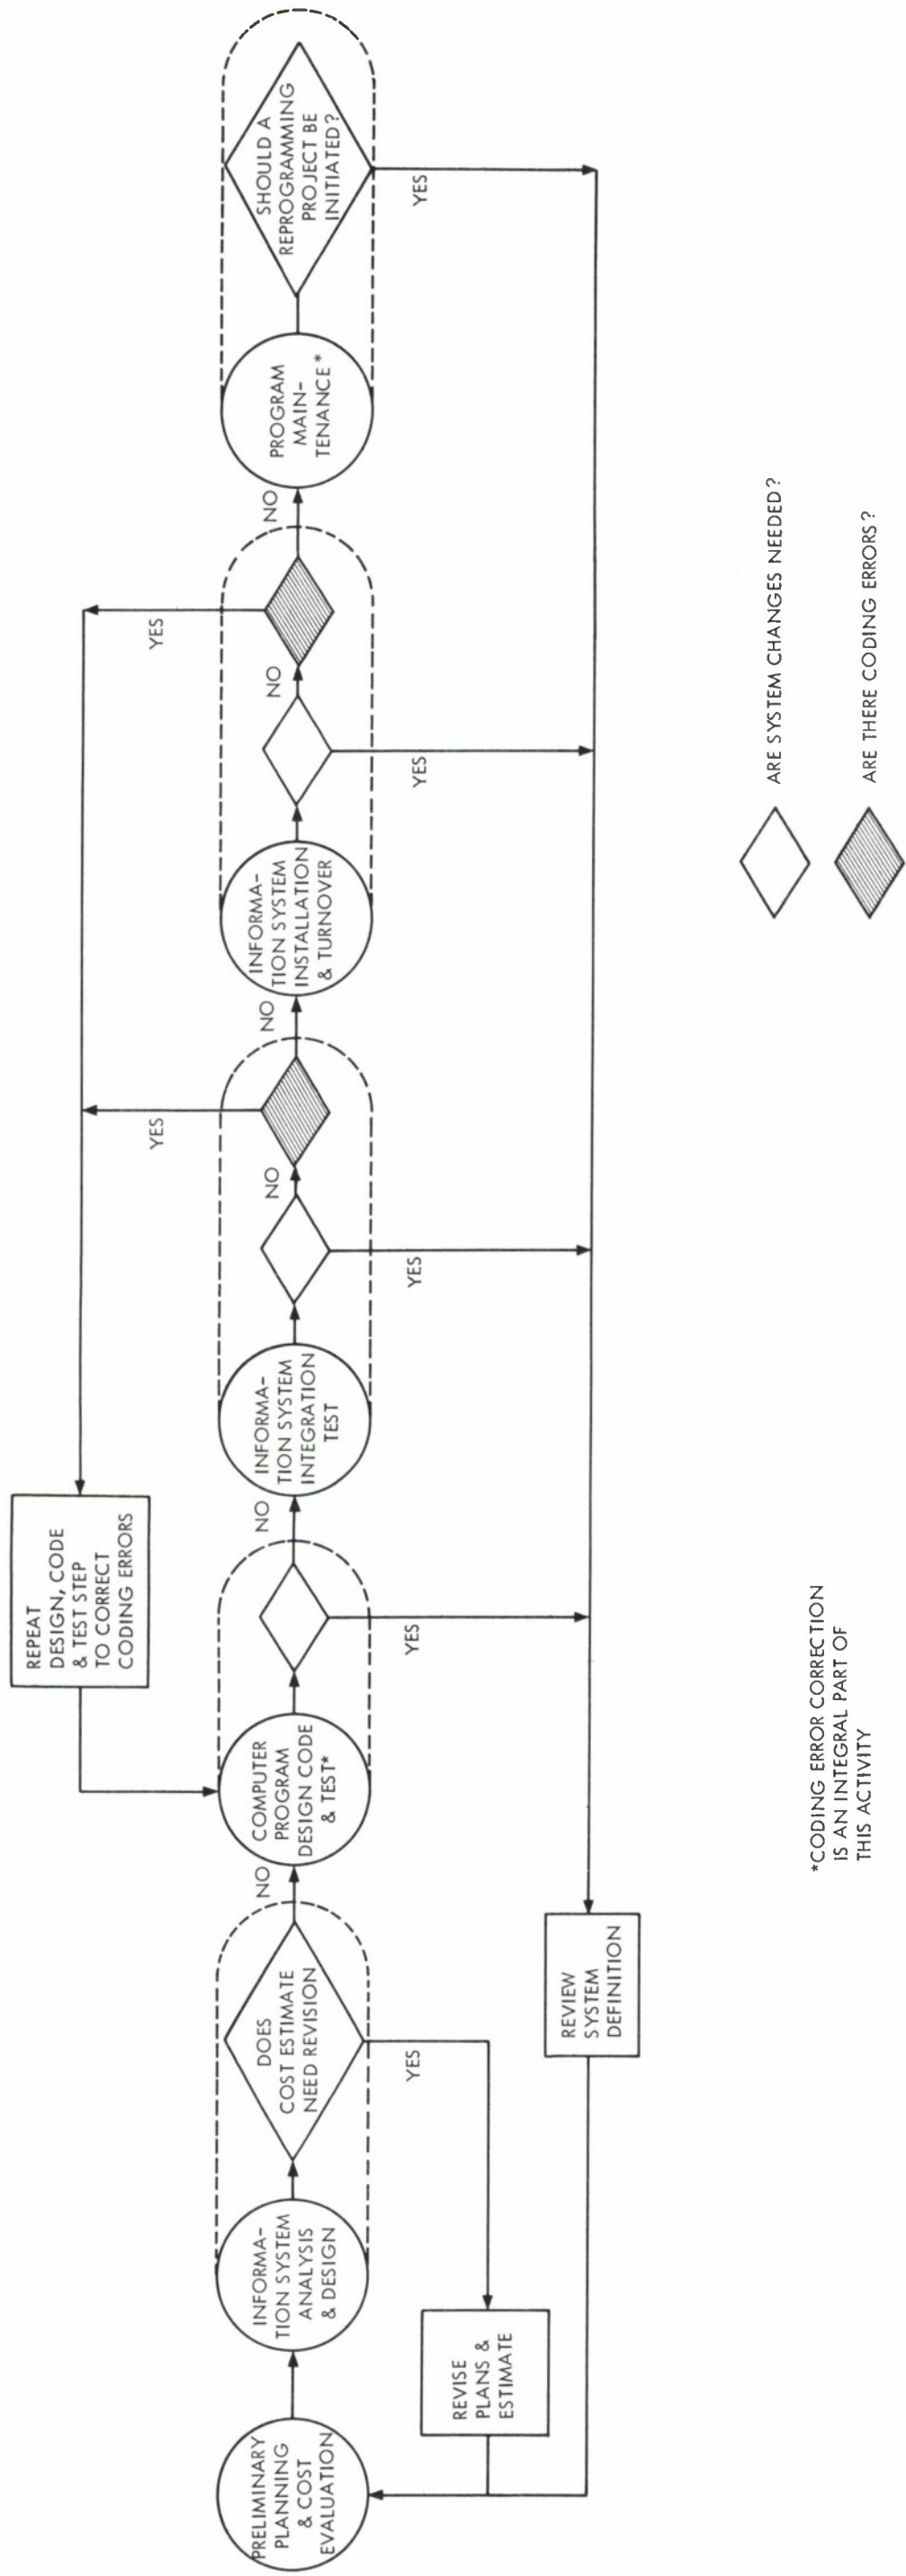 REPEAT
DESIGN, CODE
& TEST STEP
TO CORRECT
CODING ERRORS
YES
YES
PRELIMINARY
PLANNING
& COST
EVALUATION
INFORMA-
TION SYSTEM
ANALYSIS
& DESIGN
DOES
COST ESTIMATE
NEED REVISION
NO
COMPUTER
PROGRAM
DESIGN CODE
& TEST*
NO
INFORMA-
TION SYSTEM
INTEGRATION
TEST
NO
NO
INFORMA-
TION SYSTEM
INSTALLATION
& TURNOVER
NO
NO
PROGRAM
MAIN-
TENANCE*
SHOULD A
REPROGRAMMING
PROJECT BE
INITIATED?
YES
YES
YES
YES
YES
REVISE
PLANS &
ESTIMATE
REVIEW
SYSTEM
DEFINITION
*CODING ERROR CORRECTION
IS AN INTEGRAL PART OF
THIS ACTIVITY
ARE SYSTEM CHANGES NEEDED?
ARE THERE CODING ERRORS?